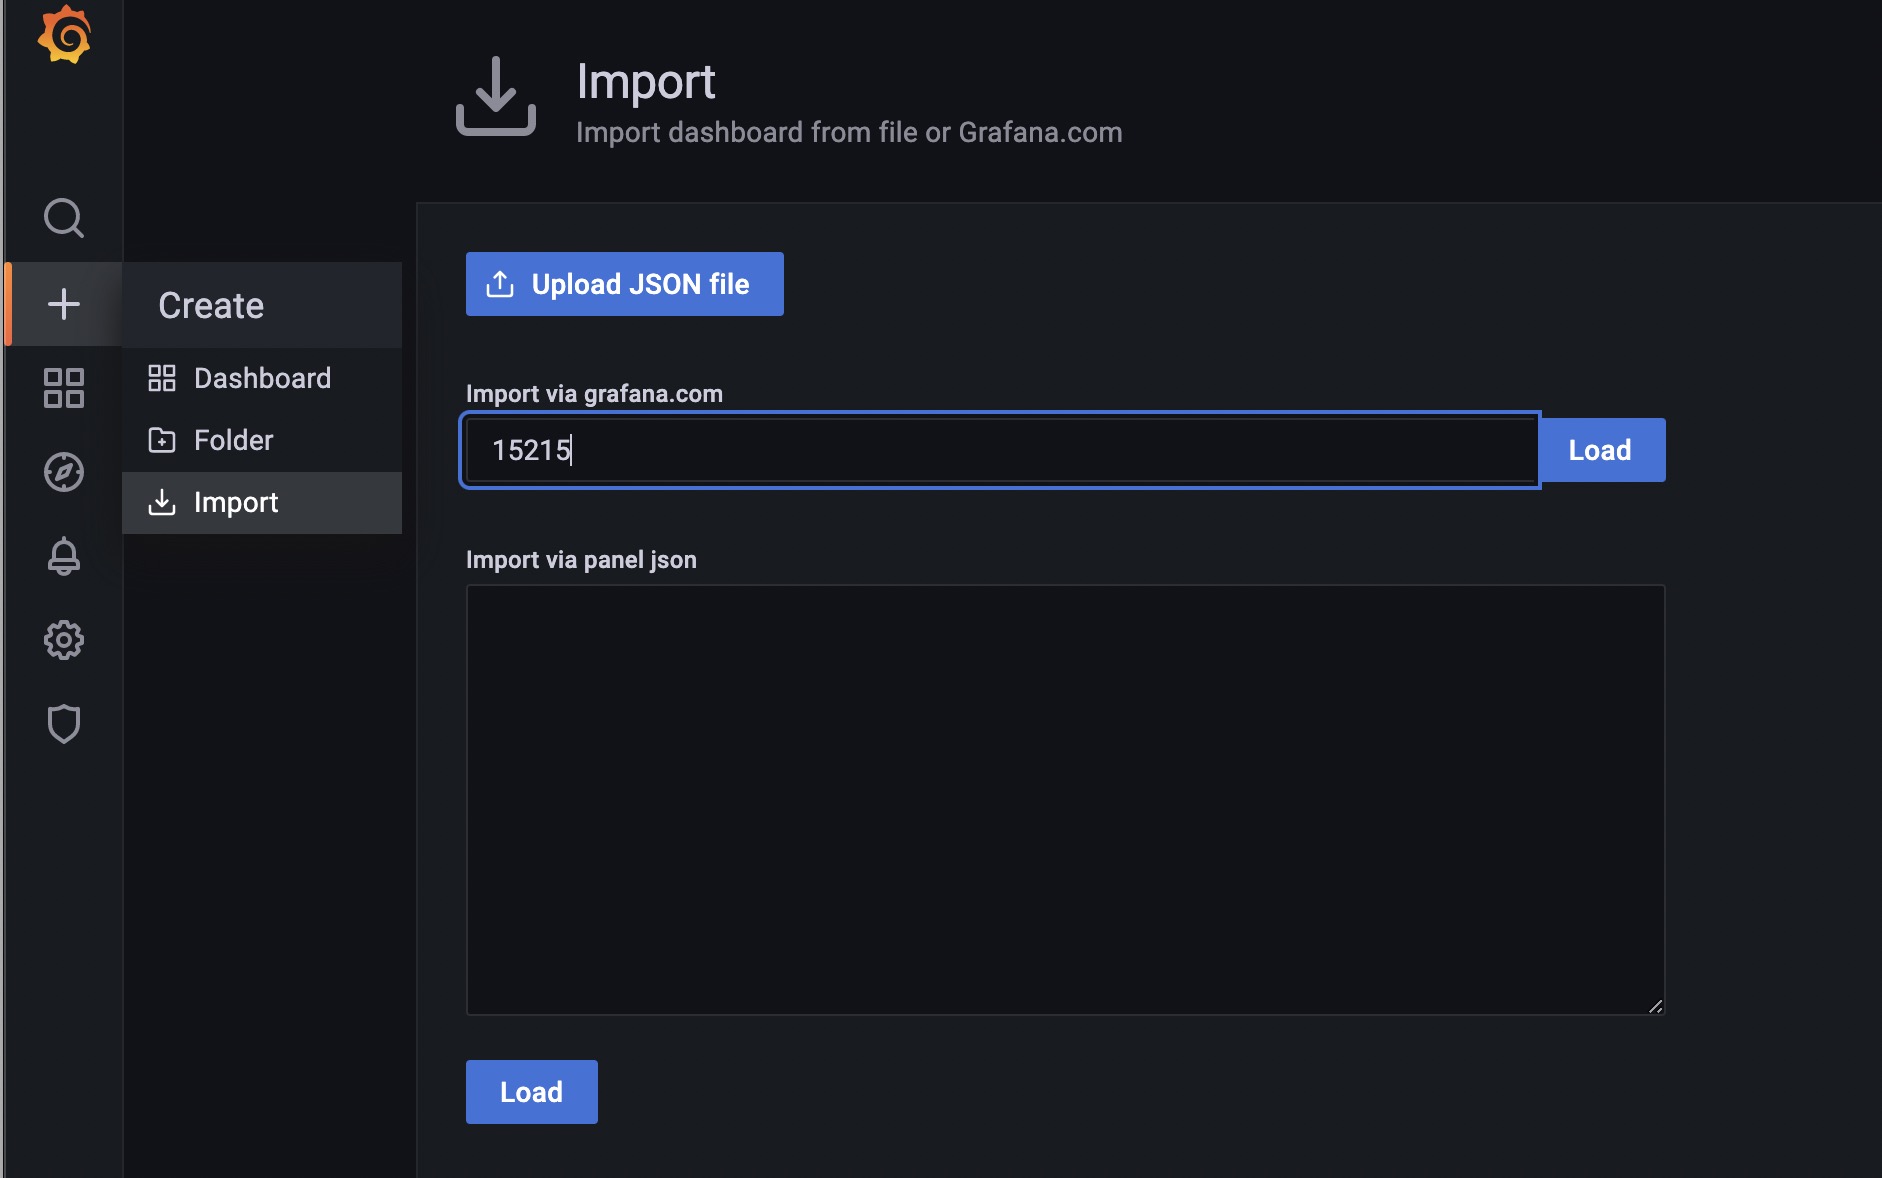 Import
Import dashboard from file or Grafana.com
Create
Dashboard
Folder
Import
Upload JSON file
Import via grafana.com
15215
Load
Import via panel json
Load